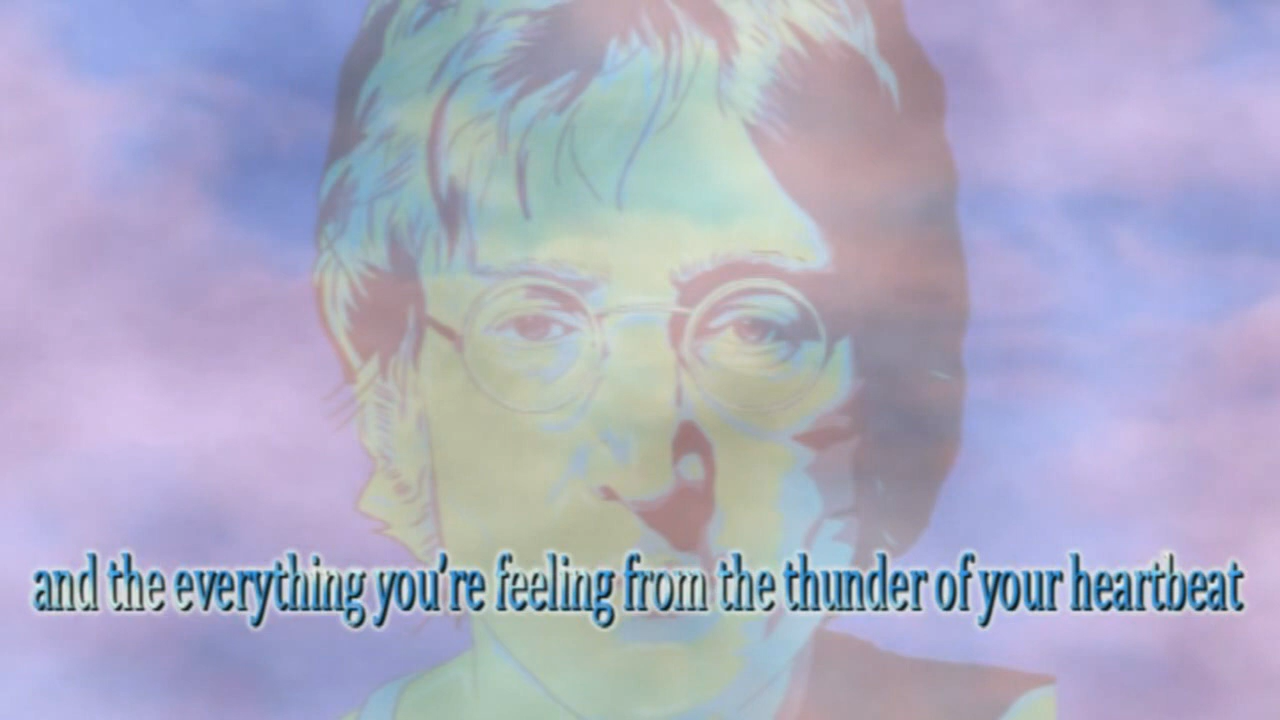 and the everything you're feeling from the thunder of your heartbeat